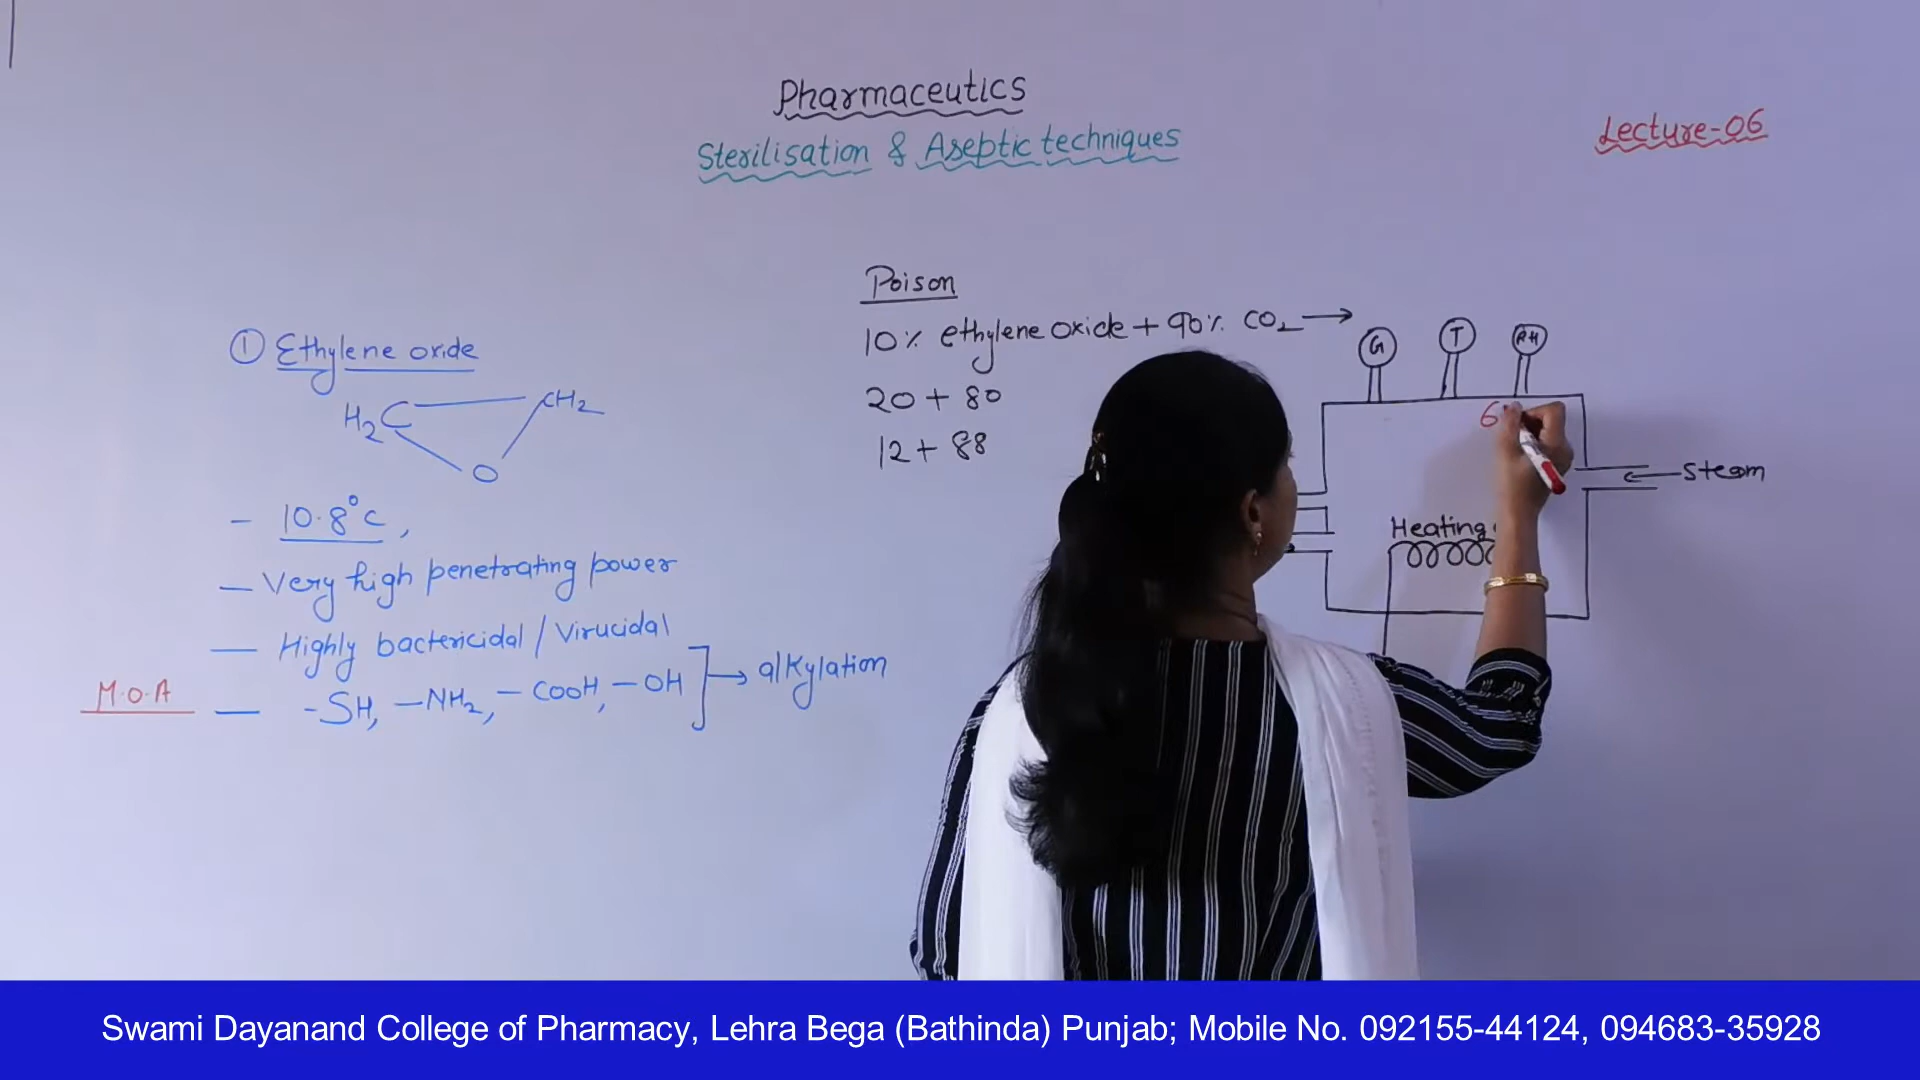 Pharmaceutics
Sterilisation & Aseptic techniques
Lecture-06
① Ethylene oxide
H2C CH2
O
- 10.8°c,
- Very high penetrating power
- Highly bactericidal / Virucidal
M.O.A - -SH, -NH2, -COOH, -OH ] → alkylation
Poison
10% ethylene oxide + 90% CO2 →
20 + 80
12 + 88
G T RH
6
← Steam
Heating
Swami Dayanand College of Pharmacy, Lehra Bega (Bathinda) Punjab; Mobile No. 092155-44124, 094683-35928